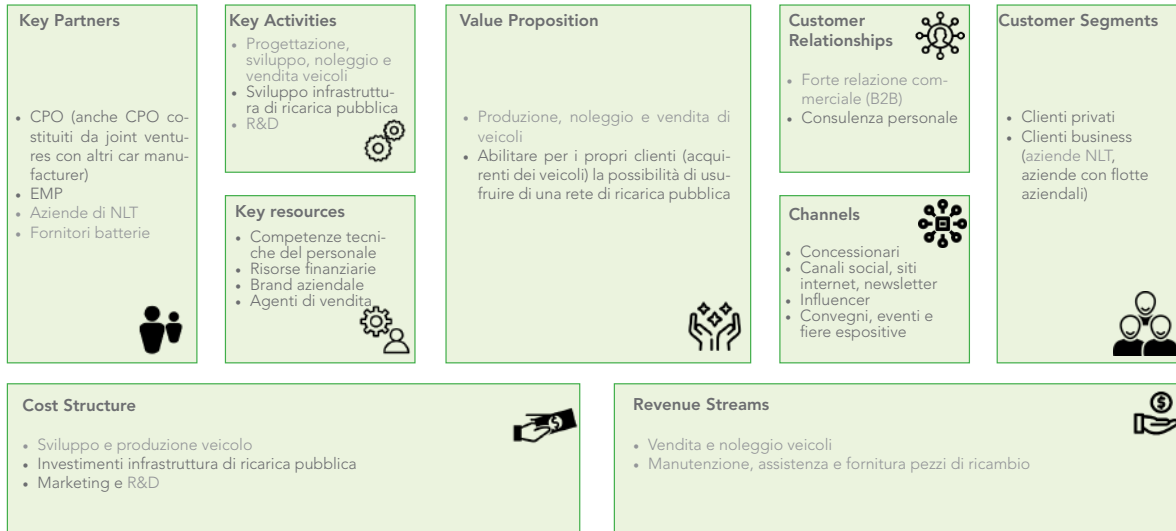 Key Partners
• CPO (anche CPO co-
stituiti da joint ventu-
res con altri car manu-
facturer)
• EMP
• Aziende di NLT
• Fornitori batterie
Key Activities
• Progettazione,
sviluppo, noleggio e
vendita veicoli
• Sviluppo infrastruttu-
ra di ricarica pubblica
• R&D
Key resources
• Competenze tecni-
che del personale
• Risorse finanziarie
• Brand aziendale
• Agenti di vendita
Value Proposition
• Produzione, noleggio e vendita di
veicoli
• Abilitare per i propri clienti (acqui-
renti dei veicoli) la possibilità di usu-
fruire di una rete di ricarica pubblica
Customer
Relationships
• Forte relazione com-
merciale (B2B)
• Consulenza personale
Channels
• Concessionari
• Canali social, siti
internet, newsletter
• Influencer
• Convegni, eventi e
fiere espositive
Customer Segments
• Clienti privati
• Clienti business
(aziende NLT,
aziende con flotte
aziendali)
Cost Structure
• Sviluppo e produzione veicolo
• Investimenti infrastruttura di ricarica pubblica
• Marketing e R&D
Revenue Streams
• Vendita e noleggio veicoli
• Manutenzione, assistenza e fornitura pezzi di ricambio